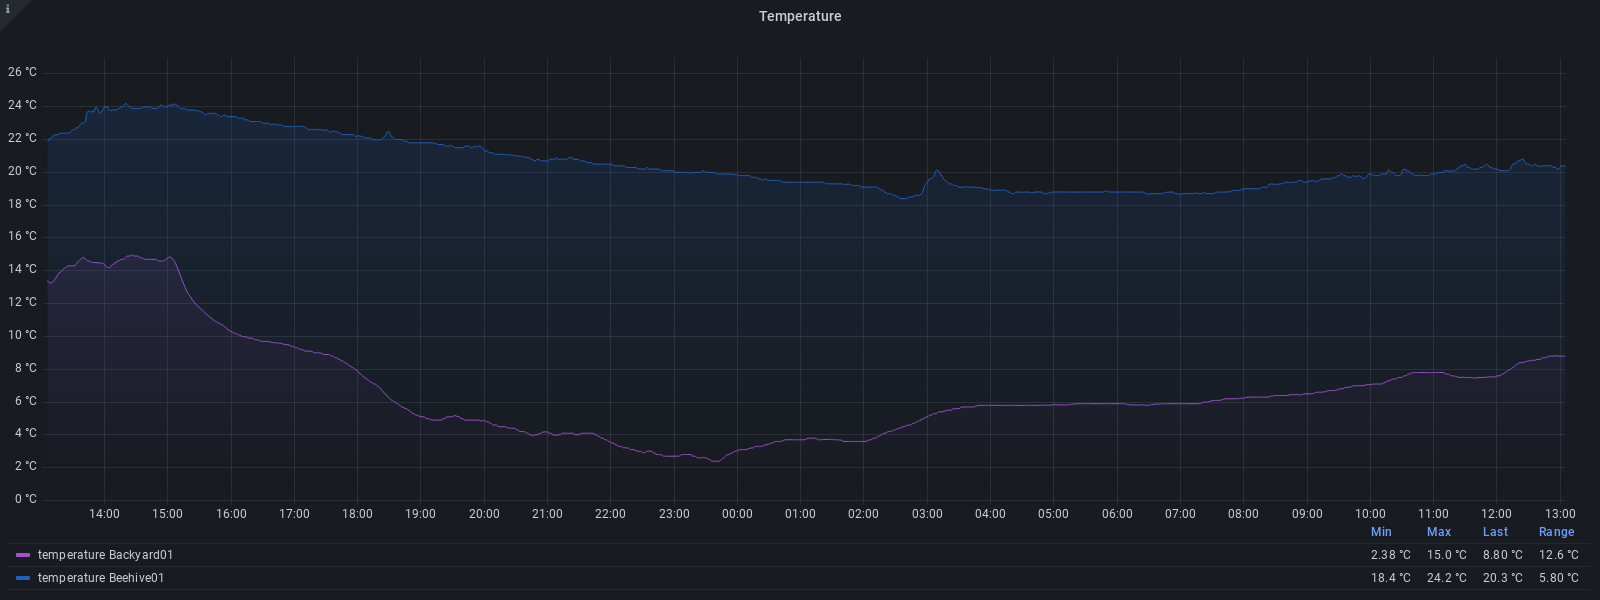 i
Temperature
26 °C
24 °C
22 °C
20 °C
18 °C
16 °C
14 °C
12 °C
10 °C
8 °C
6 °C
4 °C
2 °C
0 °C
14:00 15:00 16:00 17:00 18:00 19:00 20:00 21:00 22:00 23:00 00:00 01:00 02:00 03:00 04:00 05:00 06:00 07:00 08:00 09:00 10:00 11:00 12:00 13:00
Min Max Last Range
temperature Backyard01 2.38 °C 15.0 °C 8.80 °C 12.6 °C
temperature Beehive01 18.4 °C 24.2 °C 20.3 °C 5.80 °C